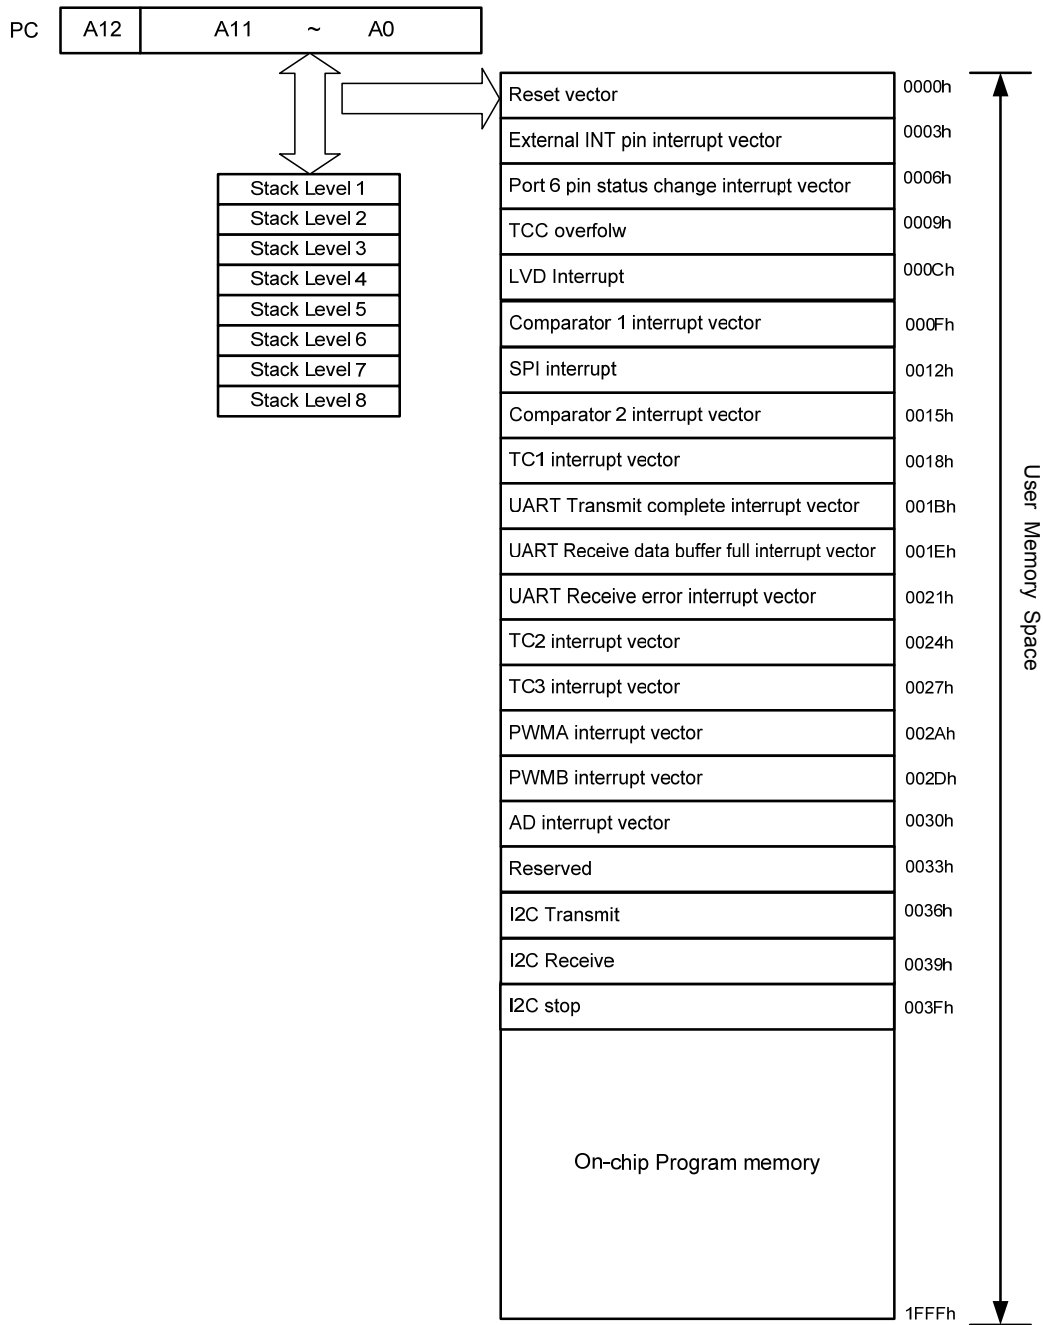 PC A12 A11 ~ A0
Stack Level 1
Stack Level 2
Stack Level 3
Stack Level 4
Stack Level 5
Stack Level 6
Stack Level 7
Stack Level 8
Reset vector 0000h
External INT pin interrupt vector 0003h
Port 6 pin status change interrupt vector 0006h
TCC overfolw 0009h
LVD Interrupt 000Ch
Comparator 1 interrupt vector 000Fh
SPI interrupt 0012h
Comparator 2 interrupt vector 0015h
TC1 interrupt vector 0018h
UART Transmit complete interrupt vector 001Bh
UART Receive data buffer full interrupt vector 001Eh
UART Receive error interrupt vector 0021h
TC2 interrupt vector 0024h
TC3 interrupt vector 0027h
PWMA interrupt vector 002Ah
PWMB interrupt vector 002Dh
AD interrupt vector 0030h
Reserved 0033h
I2C Transmit 0036h
I2C Receive 0039h
I2C stop 003Fh
On-chip Program memory
1FFFh
User Memory Space